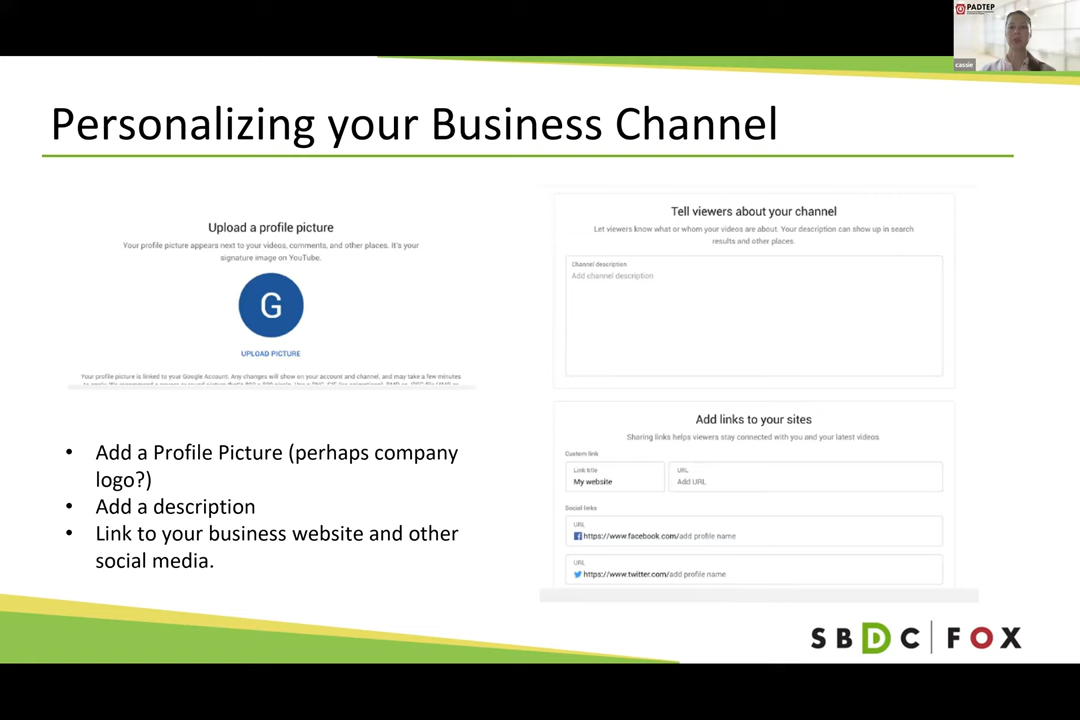 PADTEP
cassie
Personalizing your Business Channel
Upload a profile picture
Your profile picture appears next to your videos, comments, and other places. It's your
signature image on YouTube.
G
UPLOAD PICTURE
Your profile picture is linked to your Google Account. Any changes will show on your account and channel, and may take a few minutes
• Add a Profile Picture (perhaps company
logo?)
• Add a description
• Link to your business website and other
social media.
Tell viewers about your channel
Let viewers know what or whom your videos are about. Your description can show up in search
results and other places.
Channel description
Add channel description
Add links to your sites
Sharing links helps viewers stay connected with you and your latest videos
Custom link
Link title
My website
URL
Add URL
Social links
URL
https://www.facebook.com/add profile name
URL
https://www.twitter.com/add profile name
SBDC | FOX